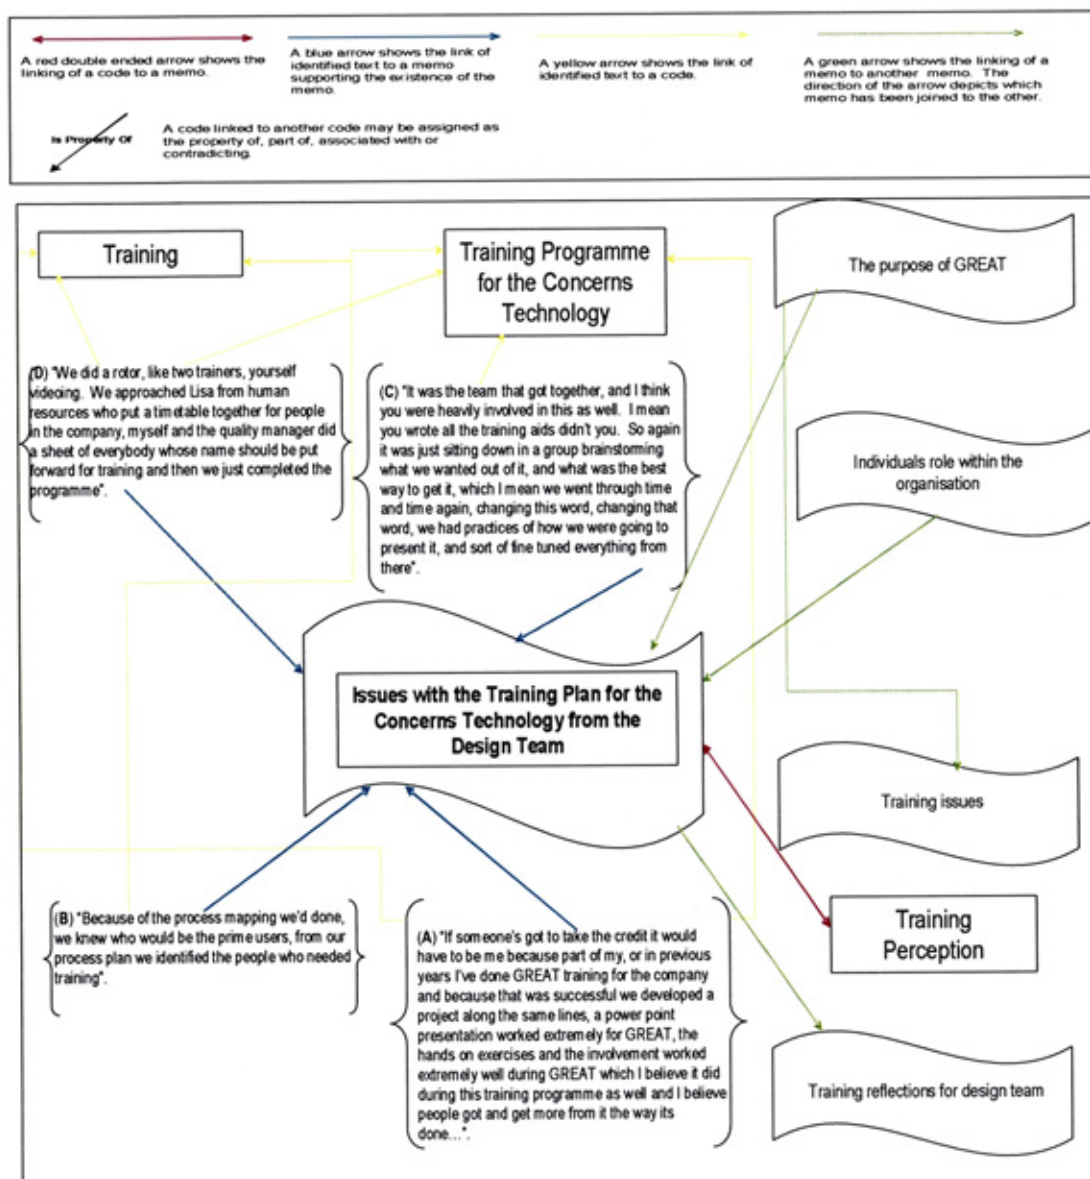 A red double ended arrow shows the
linking of a code to a memo.
A blue arrow shows the link of
identified text to a memo
supporting the existence of the
memo.
A yellow arrow shows the link of
identified text to a code.
A green arrow shows the linking of a
memo to another memo. The
direction of the arrow depicts which
memo has been joined to the other.
Is Property Of
A code linked to another code may be assigned as
the property of, part of, associated with or
contradicting.
Training
Training Programme
for the Concerns
Technology
The purpose of GREAT
(D) "We did a rotor, like two trainers, yourself
videoing. We approached Lisa from human
resources who put a timetable together for people
in the company, myself and the quality manager did
a sheet of everybody whose name should be put
forward for training and then we just completed the
programme".
(C) "It was the team that got together, and I think
you were heavily involved in this as well. I mean
you wrote all the training aids didn't you. So again
it was just sitting down in a group brainstorming
what we wanted out of it, and what was the best
way to get it, which I mean we went through time
and time again, changing this word, changing that
word, we had practices of how we were going to
present it, and sort of fine tuned everything from
there".
Individuals role within the
organisation
Issues with the Training Plan for the
Concerns Technology from the
Design Team
Training issues
(B) "Because of the process mapping we'd done,
we knew who would be the prime users, from our
process plan we identified the people who needed
training".
(A) "If someone's got to take the credit it would
have to be me because part of my, or in previous
years I've done GREAT training for the company
and because that was successful we developed a
project along the same lines, a power point
presentation worked extremely for GREAT, the
hands on exercises and the involvement worked
extremely well during GREAT which I believe it did
during this training programme as well and I believe
people got and get more from it the way its
done...".
Training
Perception
Training reflections for design team